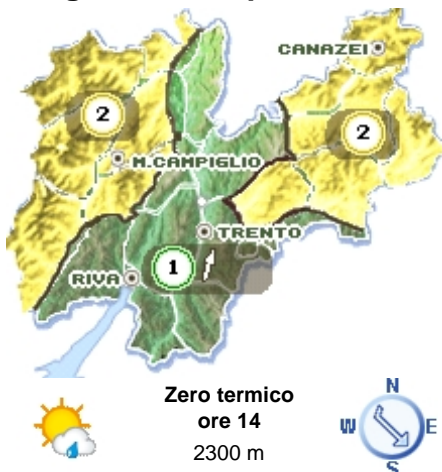 CANAZEI
2
2
M.CAMPIGLIO
TRENTO
1
RIVA
Zero termico
ore 14
2300 m
N
W E
S